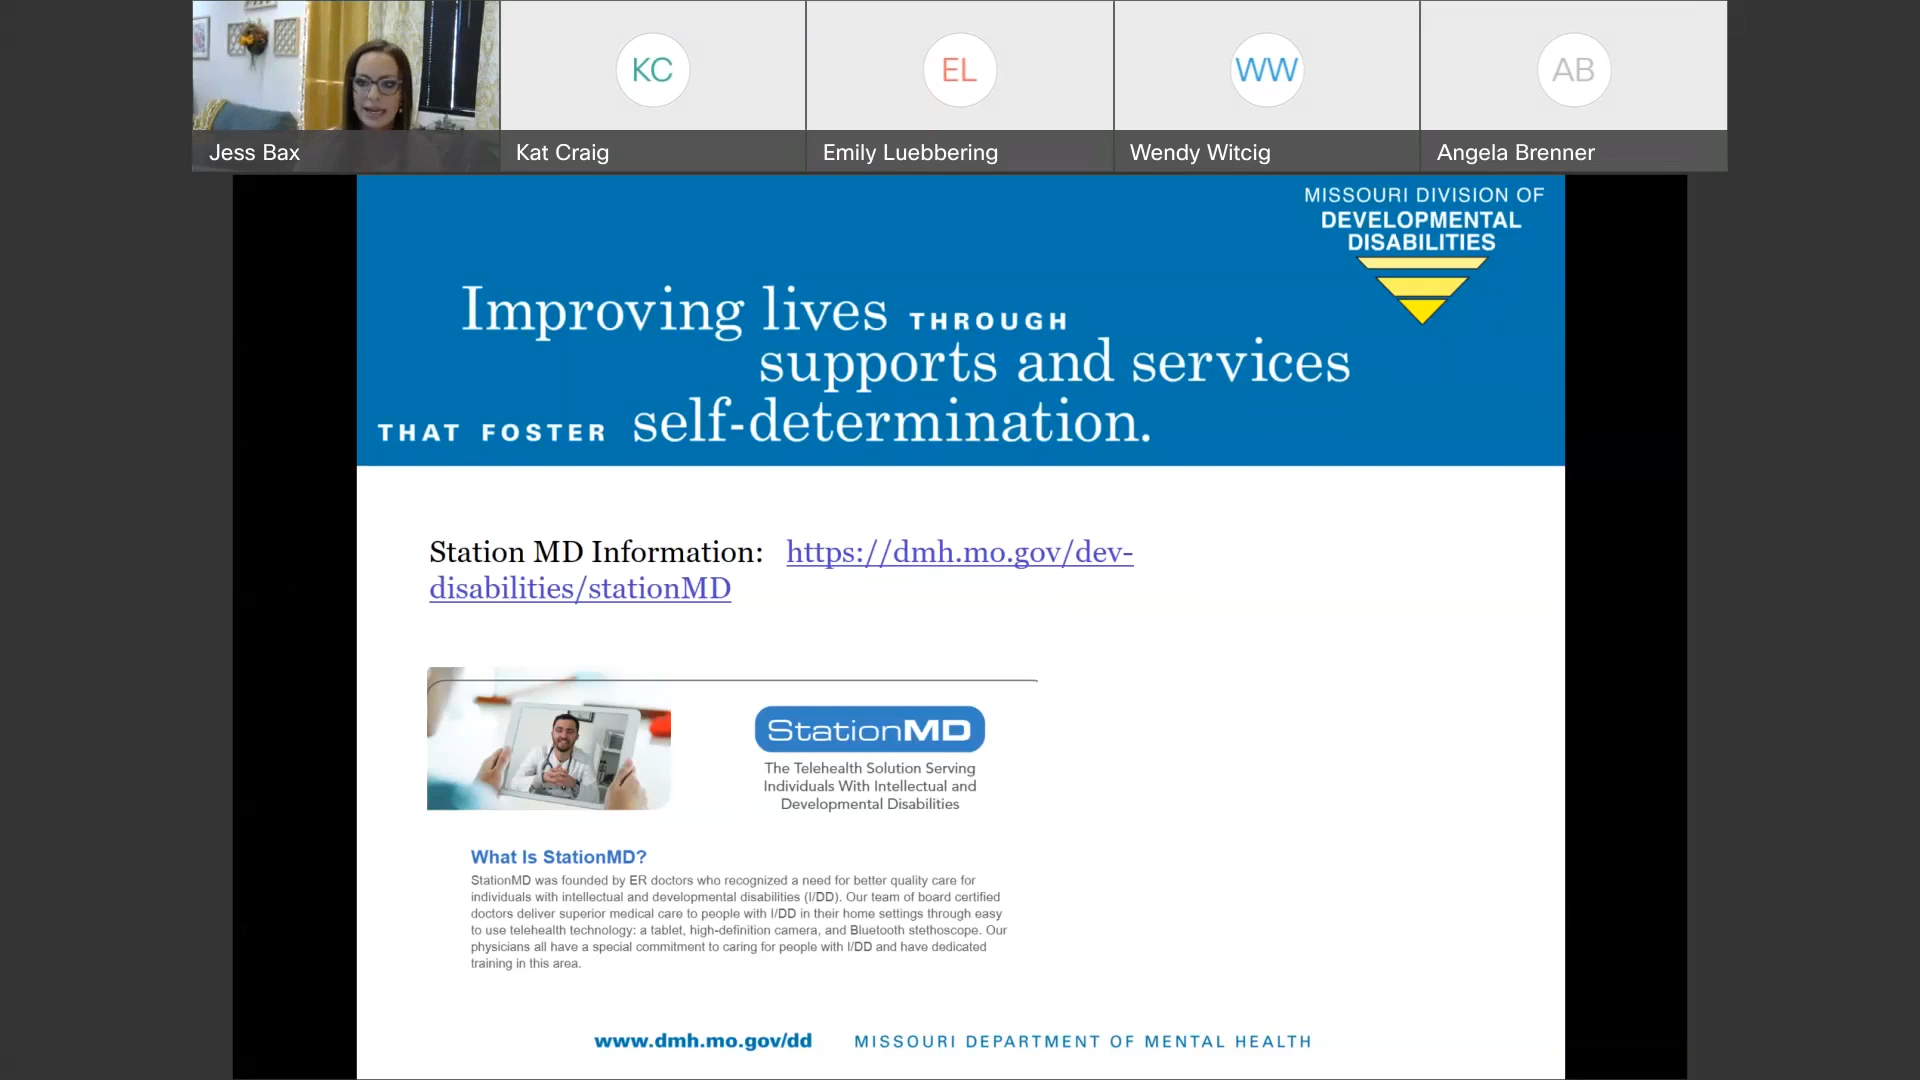 KC
EL
WW
AB
Jess Bax
Kat Craig
Emily Luebbering
Wendy Witcig
Angela Brenner
MISSOURI DIVISION OF
DEVELOPMENTAL
DISABILITIES
Improving lives THROUGH
supports and services
THAT FOSTER self-determination.
Station MD Information: https://dmh.mo.gov/dev-
disabilities/stationMD
StationMD
The Telehealth Solution Serving
Individuals With Intellectual and
Developmental Disabilities
What Is StationMD?
StationMD was founded by ER doctors who recognized a need for better quality care for
individuals with intellectual and developmental disabilities (I/DD). Our team of board certified
doctors deliver superior medical care to people with I/DD in their home settings through easy
to use telehealth technology: a tablet, high-definition camera, and Bluetooth stethoscope. Our
physicians all have a special commitment to caring for people with I/DD and have dedicated
training in this area.
www.dmh.mo.gov/dd MISSOURI DEPARTMENT OF MENTAL HEALTH